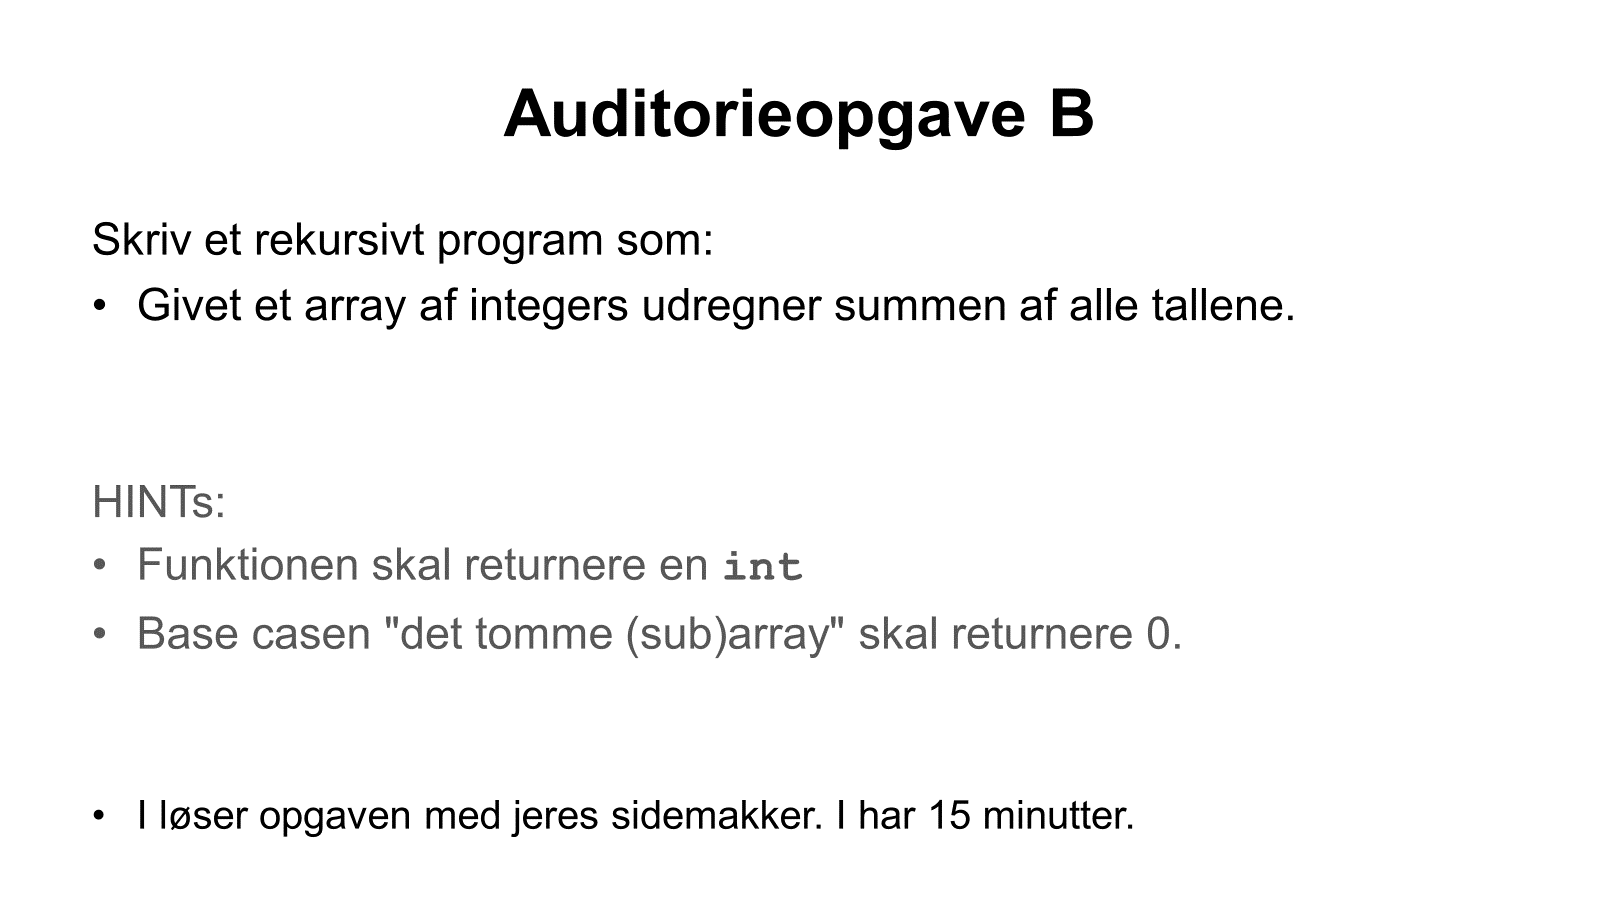 Auditorieopgave B
Skriv et rekursivt program som:
• Givet et array af integers udregner summen af alle tallene.
HINTs:
• Funktionen skal returnere en int
• Base casen "det tomme (sub)array" skal returnere 0.
• I løser opgaven med jeres sidemakker. I har 15 minutter.